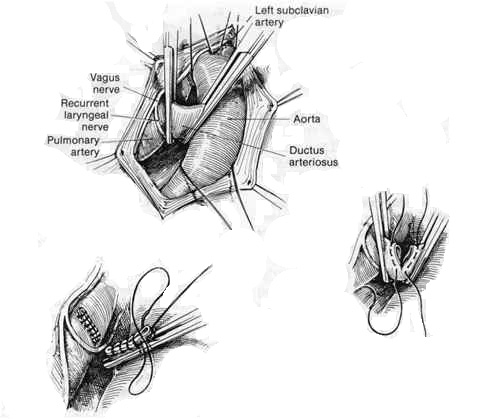 Left subclavian
artery
Vagus
nerve
Recurrent
laryngeal
nerve
Pulmonary
artery
Aorta
Ductus
arteriosus